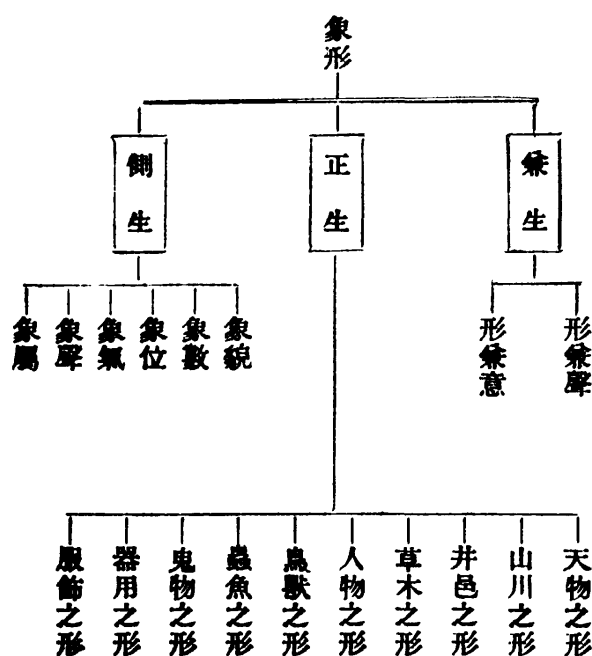 象形
兼生
正生
側生
形兼聲
形兼意
象貌
象數
象位
象氣
象聲
象屬
天物之形
山川之形
井邑之形
草木之形
人物之形
鳥獸之形
蟲魚之形
鬼物之形
器用之形
服飾之形